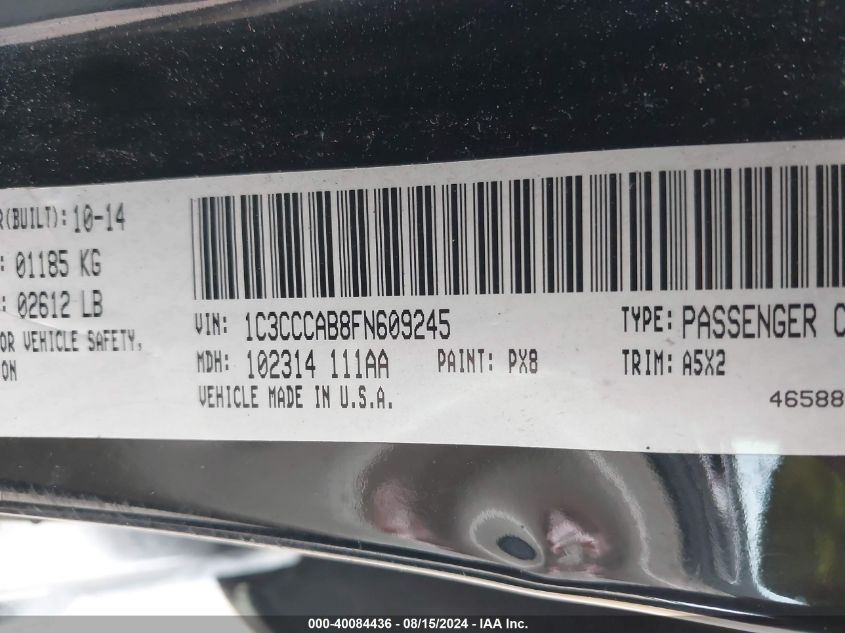 R(BUILT): 10-14
: 01185 KG
: 02612 LB
OR VEHICLE SAFETY,
ON
VIN: 1C3CCCAB8FN609245 TYPE: PASSENGER C
MDH: 102314 111AA PAINT: PX8 TRIM: A5X2
VEHICLE MADE IN U.S.A. 46588
000-40084436 - 08/15/2024 - IAA Inc.